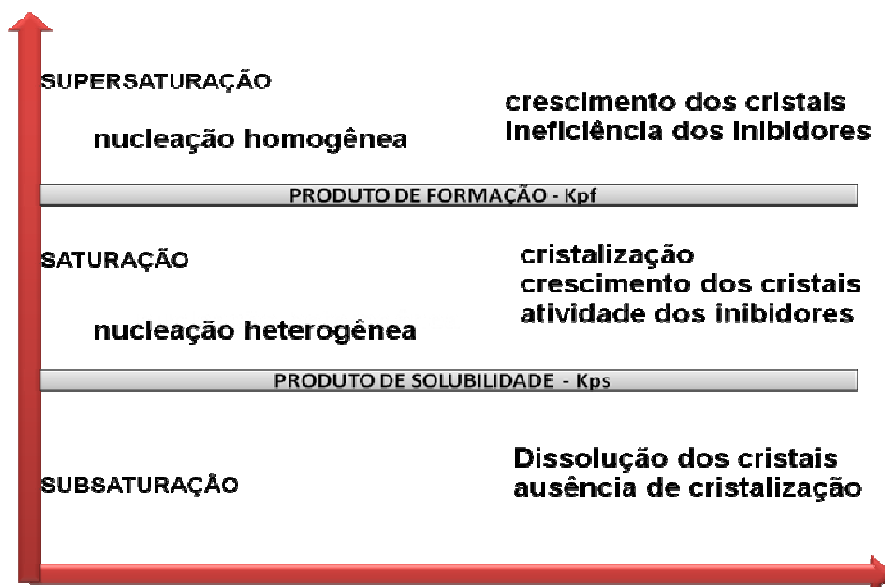 SUPERSATURAÇÃO
nucleação homogênea
crescimento dos cristais
ineficiência dos inibidores
PRODUTO DE FORMAÇÃO - Kpf
SATURAÇÃO
nucleação heterogênea
cristalização
crescimento dos cristais
atividade dos inibidores
PRODUTO DE SOLUBILIDADE - Kps
SUBSATURAÇÃO
Dissolução dos cristais
ausência de cristalização